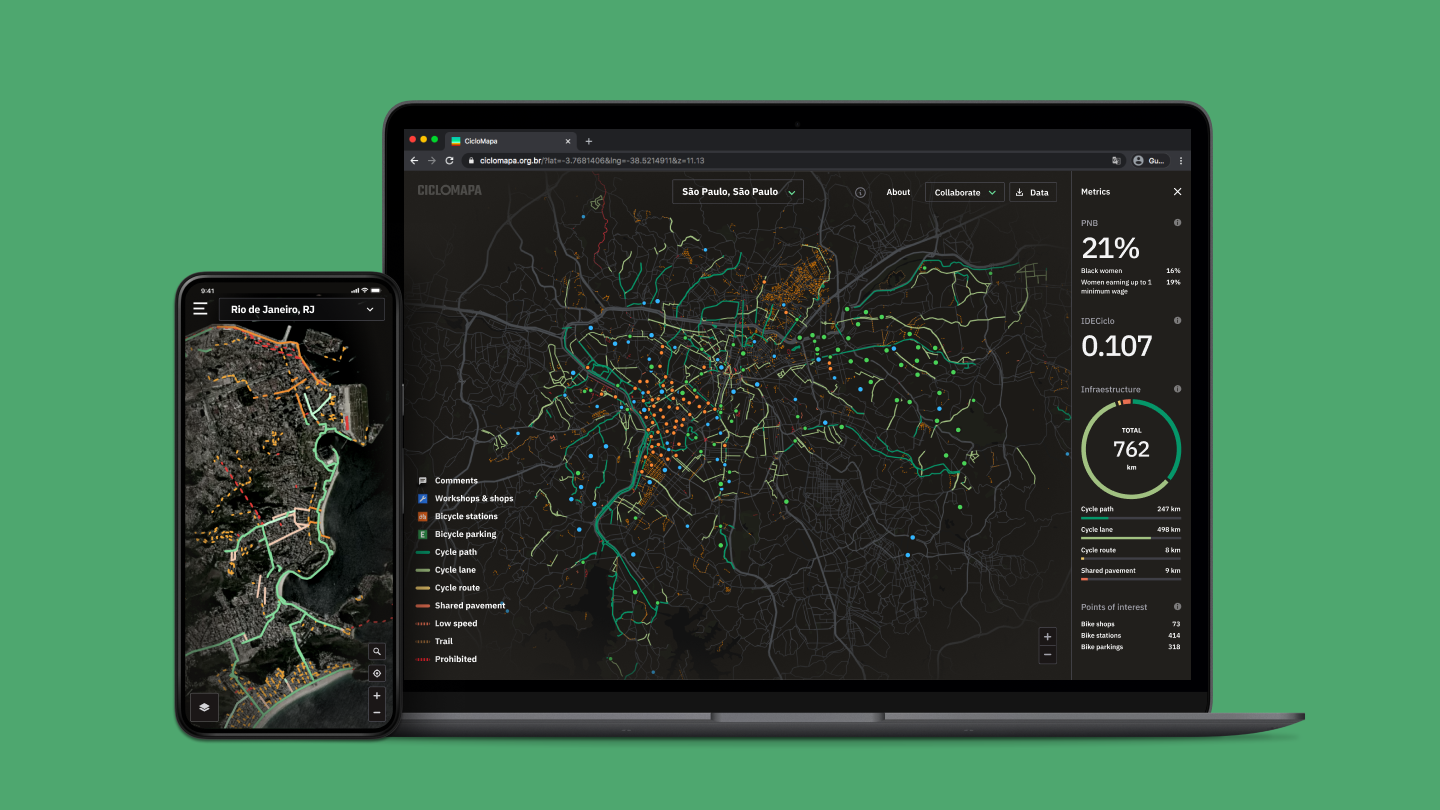 9:41
Rio de Janeiro, RJ
CicloMapa
ciclomapa.org.br/?lat=-3.7681406&lng=-38.5214911&z=11.13
Gu...
CICLOMAPA
São Paulo, São Paulo
About
Collaborate
Data
Comments
Workshops & shops
Bicycle stations
Bicycle parking
Cycle path
Cycle lane
Cycle route
Shared pavement
Low speed
Trail
Prohibited
Metrics
PNB
21%
Black women 16%
Women earning up to 1 19%
minimum wage
IDECiclo
0.107
Infraestructure
TOTAL
762
km
Cycle path 247 km
Cycle lane 498 km
Cycle route 8 km
Shared pavement 9 km
Points of interest
Bike shops 73
Bike stations 414
Bike parkings 318